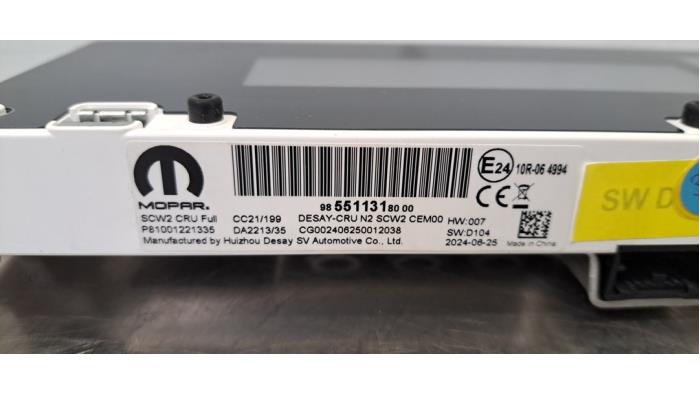 MOPAR.
98 551131 80 00
E24 10R-06 4994
CE
SCW2 CRU Full CC21/199 DESAY-CRU N2 SCW2 CEM00 HW:007
P81001221335 DA2213/35 CG002406250012038 SW:D104
Manufactured by Huizhou Desay SV Automotive Co., Ltd. 2024-06-25 Made in China
SW D